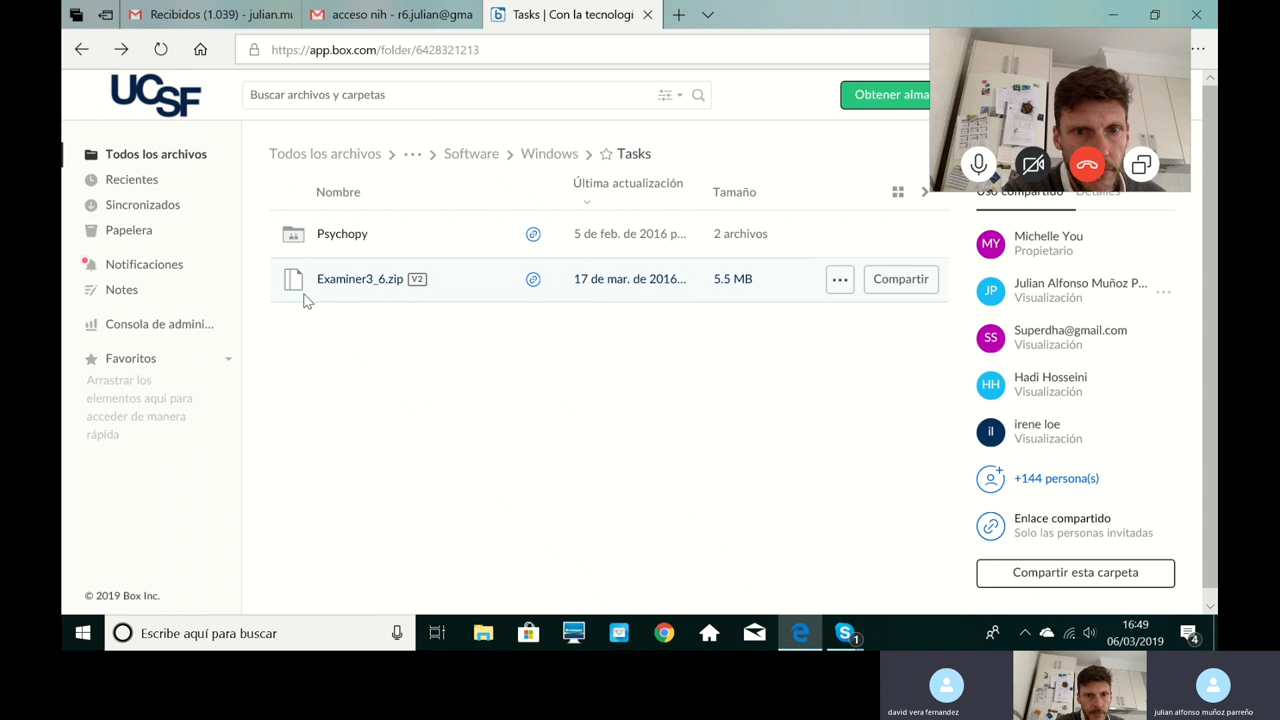 Recibidos (1.039) - julian.mu
acceso nih - r6.julian@gma
Tasks | Con la tecnologí
https://app.box.com/folder/6428321213
UCSF
Buscar archivos y carpetas
Obtener alma
Todos los archivos
Recientes
Sincronizados
Papelera
Notificaciones
Notes
Consola de admini...
Favoritos
Arrastrar los
elementos aquí para
acceder de manera
rápida
© 2019 Box Inc.
Todos los archivos > ··· > Software > Windows > Tasks
Nombre
Última actualización
Tamaño
Psychopy
5 de feb. de 2016 p...
2 archivos
Examiner3_6.zip V2
17 de mar. de 2016...
5.5 MB
Compartir
Uso compartido
Detalles
MY
Michelle You
Propietario
JP
Julian Alfonso Muñoz P...
Visualización
SS
Superdha@gmail.com
Visualización
HH
Hadi Hosseini
Visualización
il
irene loe
Visualización
+144 persona(s)
Enlace compartido
Solo las personas invitadas
Compartir esta carpeta
Escribe aquí para buscar
1
16:49
06/03/2019
4
david vera fernandez
julian alfonso muñoz parreño